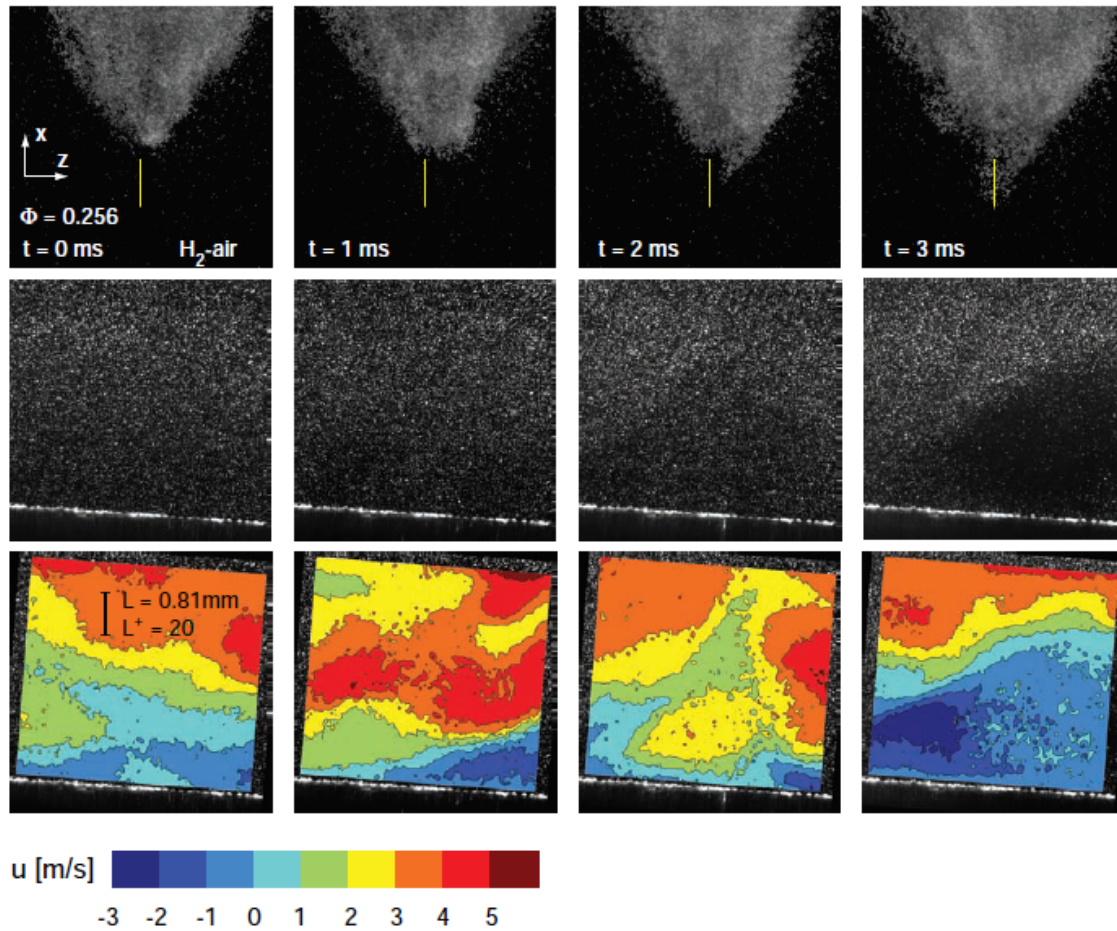 x
z
Φ = 0.256
t = 0 ms H₂-air
t = 1 ms
t = 2 ms
t = 3 ms
L = 0.81mm
L⁺ = 20
u [m/s]
-3 -2 -1 0 1 2 3 4 5